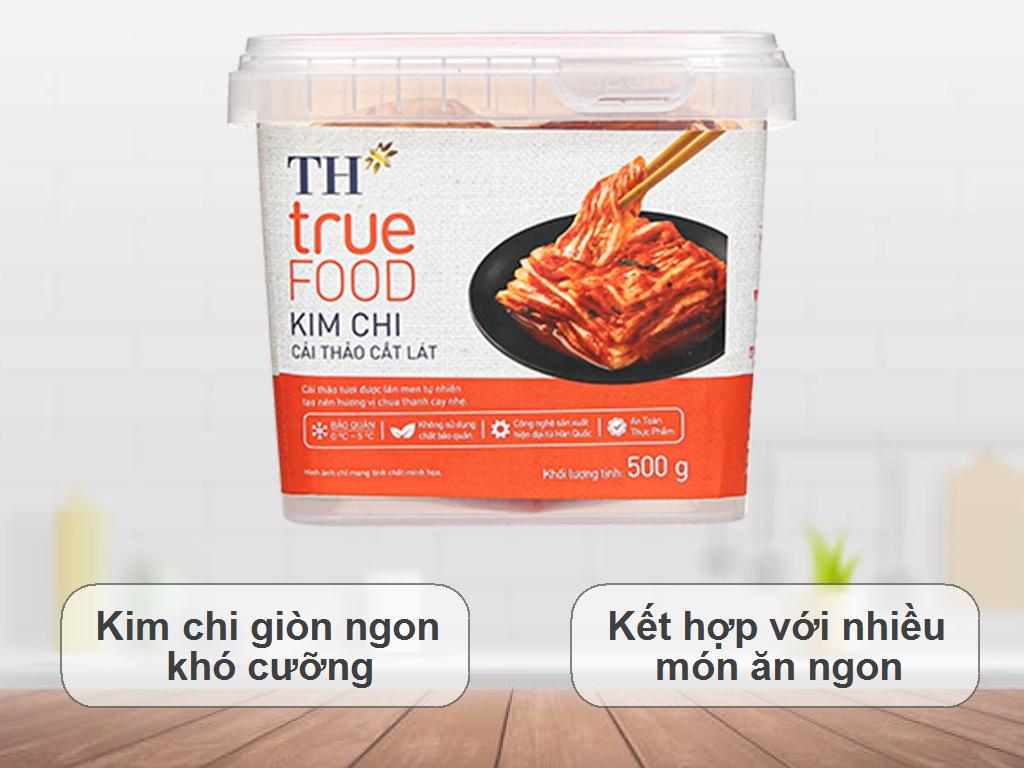 open
TH
true
FOOD
KIM CHI
CẢI THẢO CẮT LÁT
Cải thảo tươi được lên men tự nhiên
tạo nên hương vị chua thanh cay nhẹ.
BẢO QUẢN
0 °C – 5 °C
Không sử dụng
chất bảo quản
Công nghệ sản xuất
hiện đại từ Hàn Quốc
An Toàn
Thực Phẩm
Hình ảnh chỉ mang tính chất minh họa.
Khối lượng tịnh: 500 g
Kim chi giòn ngon
khó cưỡng
Kết hợp với nhiều
món ăn ngon